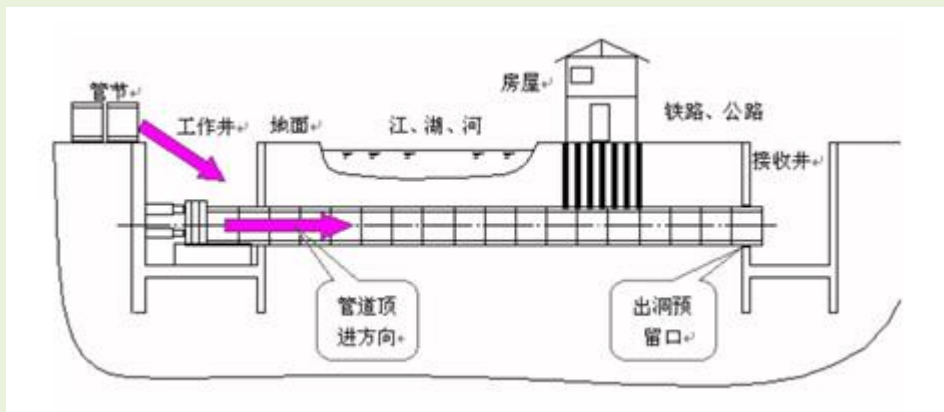 房屋
管节
铁路、公路
工作井
地面
江、湖、河
接收井
管道顶
进方向
出洞预
留口